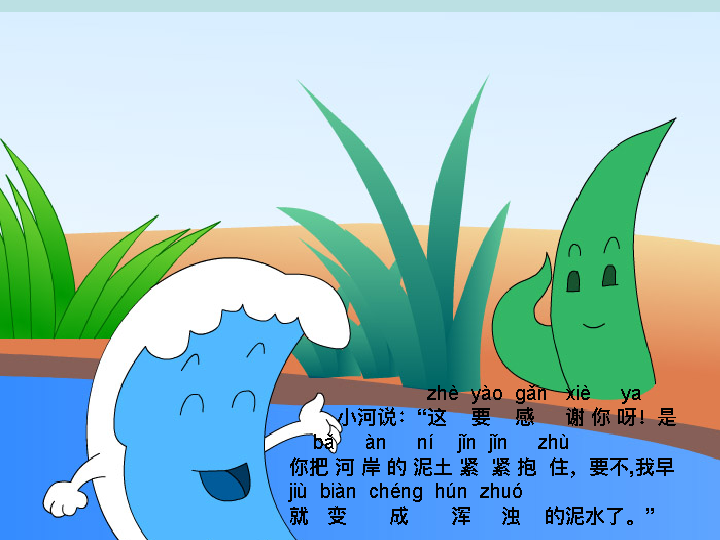 zhè yào gǎn xiè ya
小河说：“这 要 感 谢 你 呀！是
bǎ àn ní jǐn jǐn zhù
你把 河 岸 的 泥土 紧 紧 抱 住，要不,我早
jiù biàn chéng hún zhuó
就 变 成 浑 浊 的泥水了。”